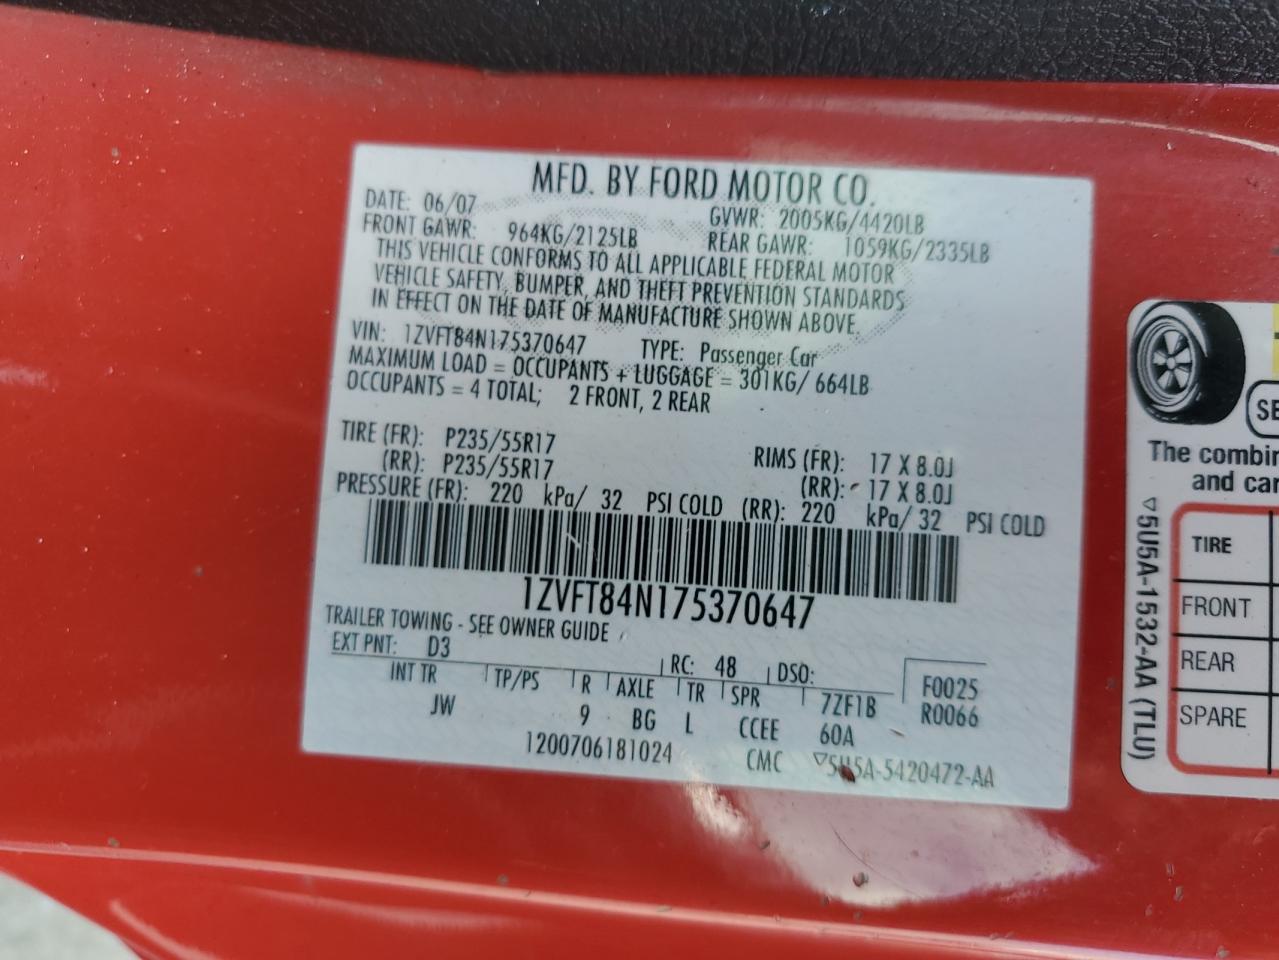 MFD. BY FORD MOTOR CO.
DATE: 06/07 GVWR: 2005KG/4420LB
FRONT GAWR: 964KG/2125LB REAR GAWR: 1059KG/2335LB
THIS VEHICLE CONFORMS TO ALL APPLICABLE FEDERAL MOTOR
VEHICLE SAFETY, BUMPER, AND THEFT PREVENTION STANDARDS
IN EFFECT ON THE DATE OF MANUFACTURE SHOWN ABOVE.
VIN: 1ZVFT84N175370647 TYPE: Passenger Car
MAXIMUM LOAD = OCCUPANTS + LUGGAGE = 301KG/ 664LB
OCCUPANTS = 4 TOTAL; 2 FRONT, 2 REAR
TIRE (FR): P235/55R17 RIMS (FR): 17 X 8.0J
(RR): P235/55R17 (RR): 17 X 8.0J
PRESSURE (FR): 220 kPa/ 32 PSI COLD (RR): 220 kPa/ 32 PSI COLD
1ZVFT84N175370647
TRAILER TOWING - SEE OWNER GUIDE
EXT PNT: D3 RC: 48 DSO:
INT TR TP/PS R AXLE TR SPR 7ZF1B F0025
JW 9 BG L CCEE 60A R0066
1200706181024 CMC ▽5U5A-5420472-AA
SE
The combin
and car
TIRE
FRONT
REAR
SPARE
▽5U5A-1532-AA (TLU)